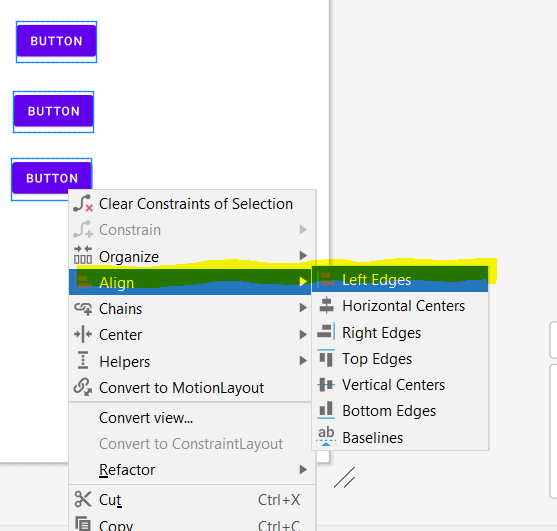 BUTTON
BUTTON
BUTTON
Clear Constraints of Selection
Constrain
Organize
Align
Chains
Center
Helpers
Convert to MotionLayout
Convert view...
Convert to ConstraintLayout
Refactor
Cut Ctrl+X
Copy Ctrl+C
Left Edges
Horizontal Centers
Right Edges
Top Edges
Vertical Centers
Bottom Edges
ab Baselines